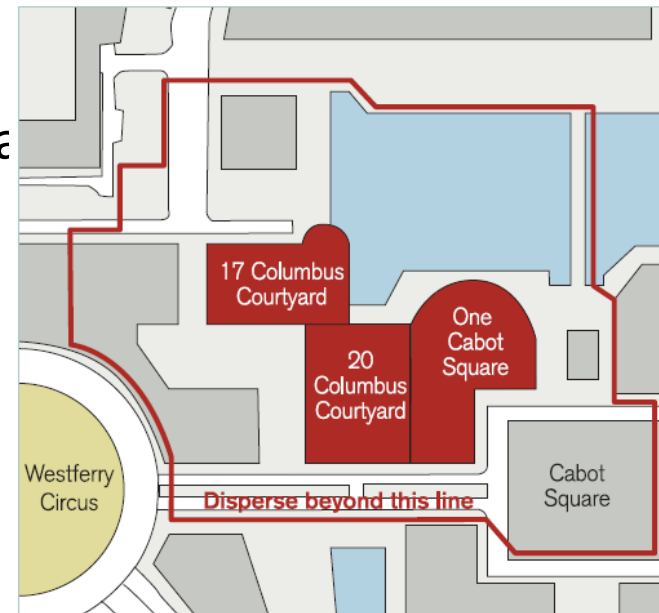 17 Columbus
Courtyard
One
Cabot
Square
20
Columbus
Courtyard
Westferry
Circus
Disperse beyond this line
Cabot
Square